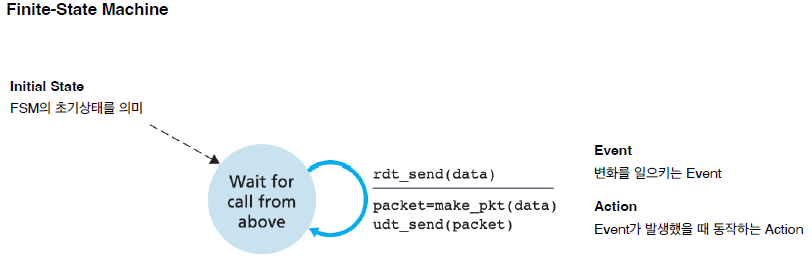 Finite-State Machine
Initial State
FSM의 초기상태를 의미
Wait for
call from
above
rdt_send(data)
packet=make_pkt(data)
udt_send(packet)
Event
변화를 일으키는 Event
Action
Event가 발생했을 때 동작하는 Action